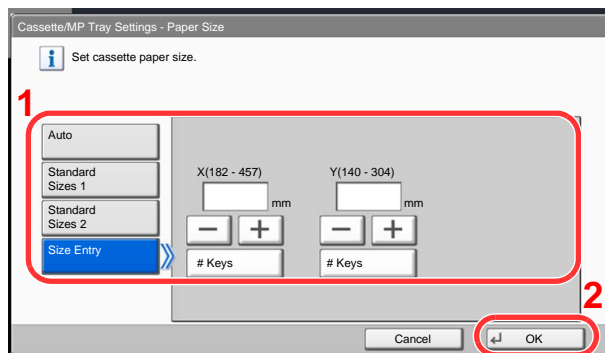 Cassette/MP Tray Settings - Paper Size
i Set cassette paper size.
1
Auto
Standard
Sizes 1
Standard
Sizes 2
Size Entry
X(182 - 457)
mm
− +
# Keys
Y(140 - 304)
mm
− +
# Keys
2
Cancel
OK